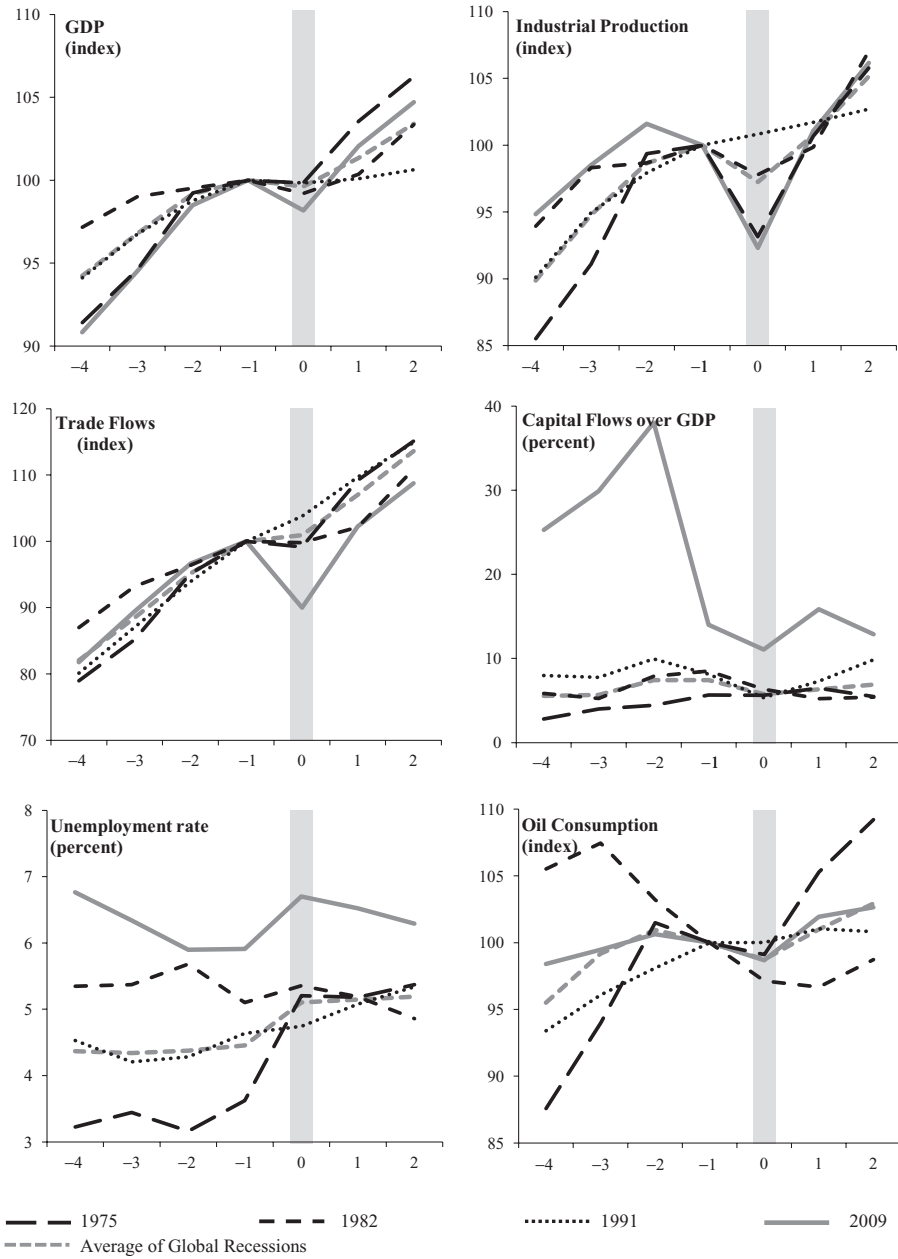 GDP
(index)
110
105
100
95
90
–4 –3 –2 –1 0 1 2
Industrial Production
(index)
110
105
100
95
90
85
–4 –3 –2 –1 0 1 2
Trade Flows
(index)
120
110
100
90
80
70
–4 –3 –2 –1 0 1 2
Capital Flows over GDP
(percent)
40
30
20
10
0
–4 –3 –2 –1 0 1 2
Unemployment rate
(percent)
8
7
6
5
4
3
–4 –3 –2 –1 0 1 2
Oil Consumption
(index)
110
105
100
95
90
85
–4 –3 –2 –1 0 1 2
1975 1982 1991 2009
Average of Global Recessions